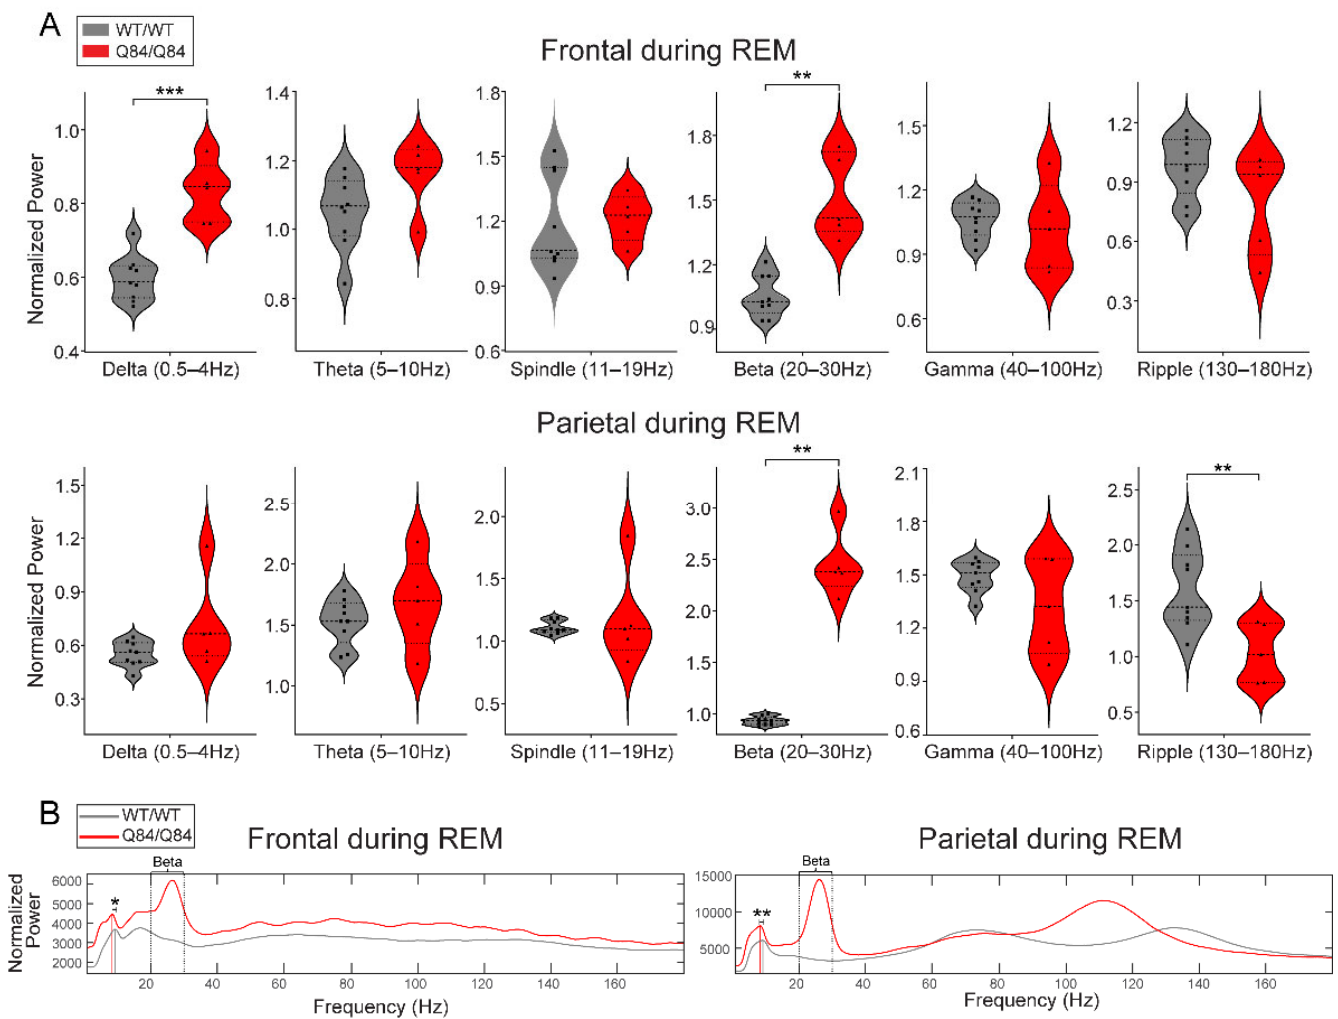 A
WT/WT
Q84/Q84
Frontal during REM
Normalized Power
***
**
1.0
0.8
0.6
0.4
1.4
1.2
1.0
0.8
1.8
1.5
1.2
0.9
0.6
1.8
1.5
1.2
0.9
1.5
1.2
0.9
0.6
1.2
0.9
0.6
0.3
Delta (0.5–4Hz)
Theta (5–10Hz)
Spindle (11–19Hz)
Beta (20–30Hz)
Gamma (40–100Hz)
Ripple (130–180Hz)
Parietal during REM
Normalized Power
**
**
1.5
1.2
0.9
0.6
0.3
2.5
2.0
1.5
1.0
2.0
1.5
1.0
0.5
3.0
2.5
2.0
1.5
1.0
2.1
1.8
1.5
1.2
0.9
0.6
2.5
2.0
1.5
1.0
0.5
Delta (0.5–4Hz)
Theta (5–10Hz)
Spindle (11–19Hz)
Beta (20–30Hz)
Gamma (40–100Hz)
Ripple (130–180Hz)
B
WT/WT
Q84/Q84
Frontal during REM
Normalized
Power
Beta
*
6000
5000
4000
3000
2000
20 40 60 80 100 120 140 160
Frequency (Hz)
Parietal during REM
Beta
**
15000
10000
5000
20 40 60 80 100 120 140 160
Frequency (Hz)